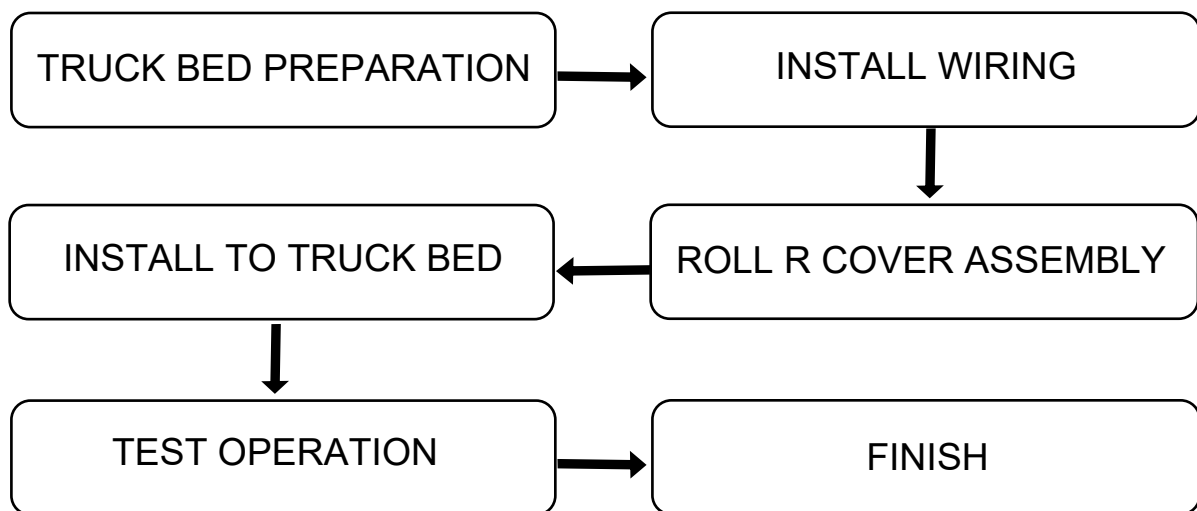 TRUCK BED PREPARATION
INSTALL WIRING
ROLL R COVER ASSEMBLY
INSTALL TO TRUCK BED
TEST OPERATION
FINISH